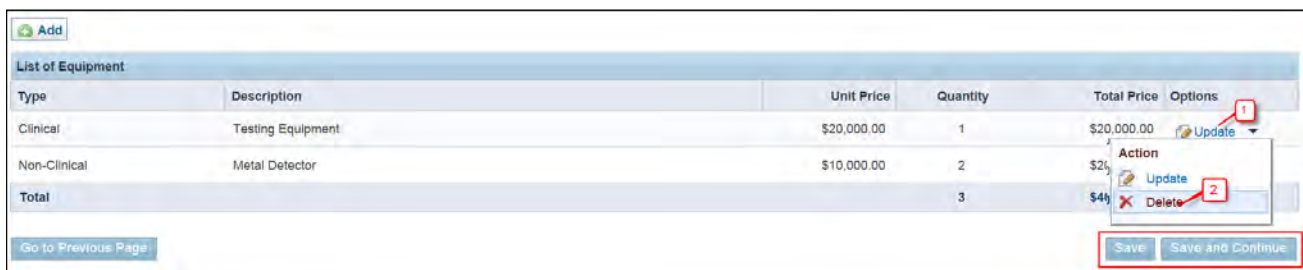 Add
List of Equipment
Type Description Unit Price Quantity Total Price Options
1
Clinical Testing Equipment $20,000.00 1 $20,000.00 Update
Action
Non-Clinical Metal Detector $10,000.00 2
Update
Total 3
Delete 2
Go to Previous Page Save Save and Continue